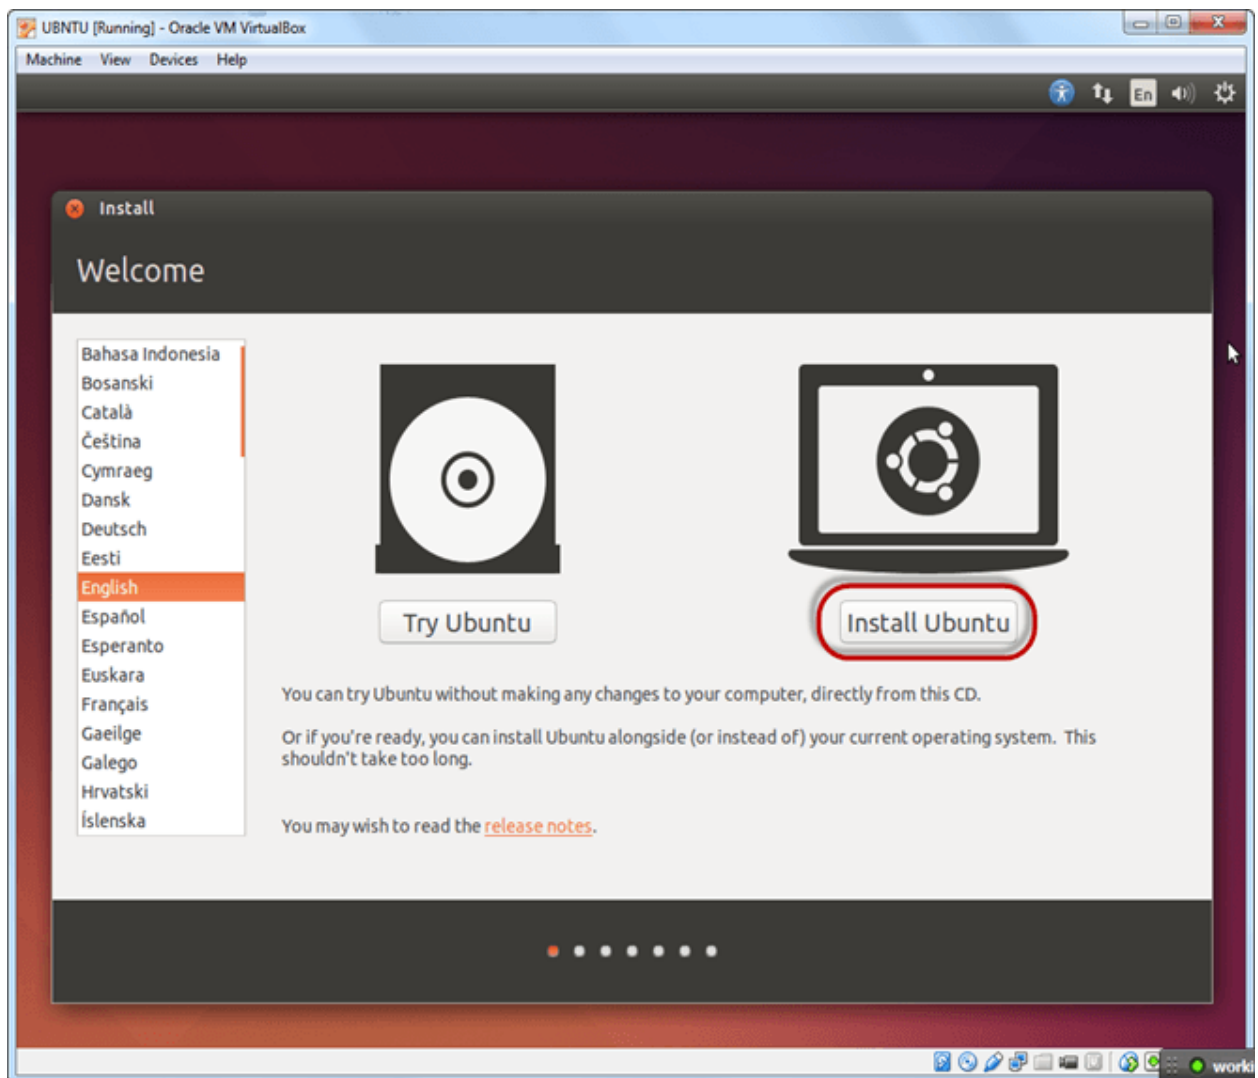 UBNTU [Running] - Oracle VM VirtualBox
Machine View Devices Help
En
Install
Welcome
Bahasa Indonesia
Bosanski
Català
Čeština
Cymraeg
Dansk
Deutsch
Eesti
English
Español
Esperanto
Euskara
Français
Gaeilge
Galego
Hrvatski
Íslenska
Try Ubuntu
Install Ubuntu
You can try Ubuntu without making any changes to your computer, directly from this CD.
Or if you're ready, you can install Ubuntu alongside (or instead of) your current operating system. This
shouldn't take too long.
You may wish to read the release notes.